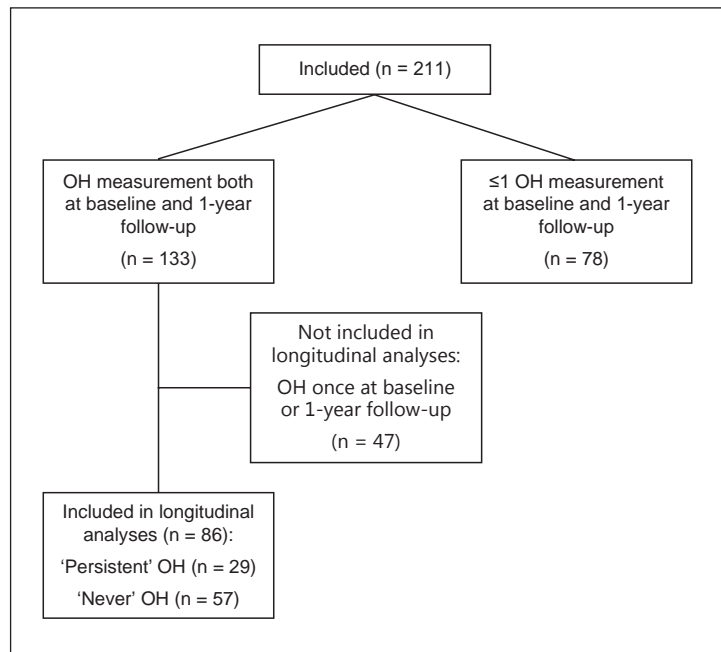 Included (n = 211)
OH measurement both
at baseline and 1-year
follow-up
(n = 133)
≤1 OH measurement
at baseline and 1-year
follow-up
(n = 78)
Not included in
longitudinal analyses:
OH once at baseline
or 1-year follow-up
(n = 47)
Included in longitudinal
analyses (n = 86):
‘Persistent’ OH (n = 29)
‘Never’ OH (n = 57)